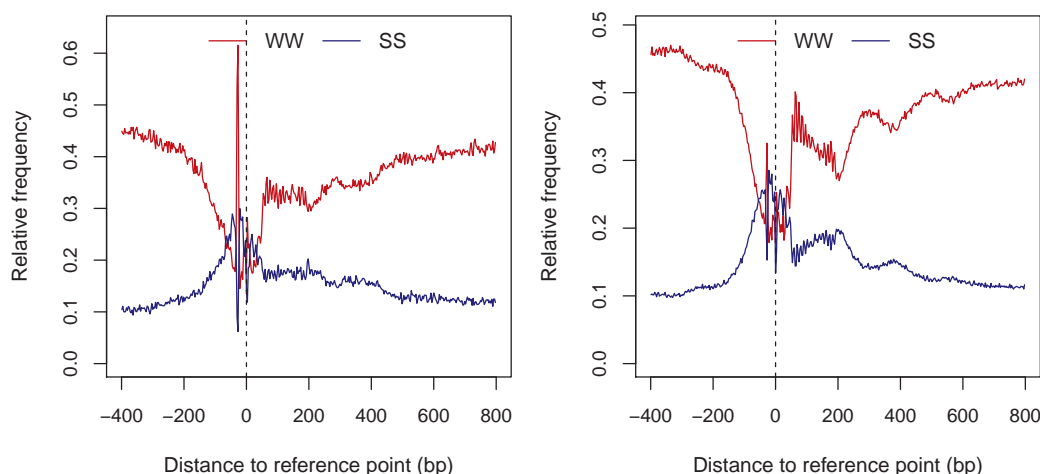 WW SS
Relative frequency
0.0 0.1 0.2 0.3 0.4 0.5 0.6
−400 −200 0 200 400 600 800
Distance to reference point (bp)
WW SS
Relative frequency
0.0 0.1 0.2 0.3 0.4 0.5
−400 −200 0 200 400 600 800
Distance to reference point (bp)